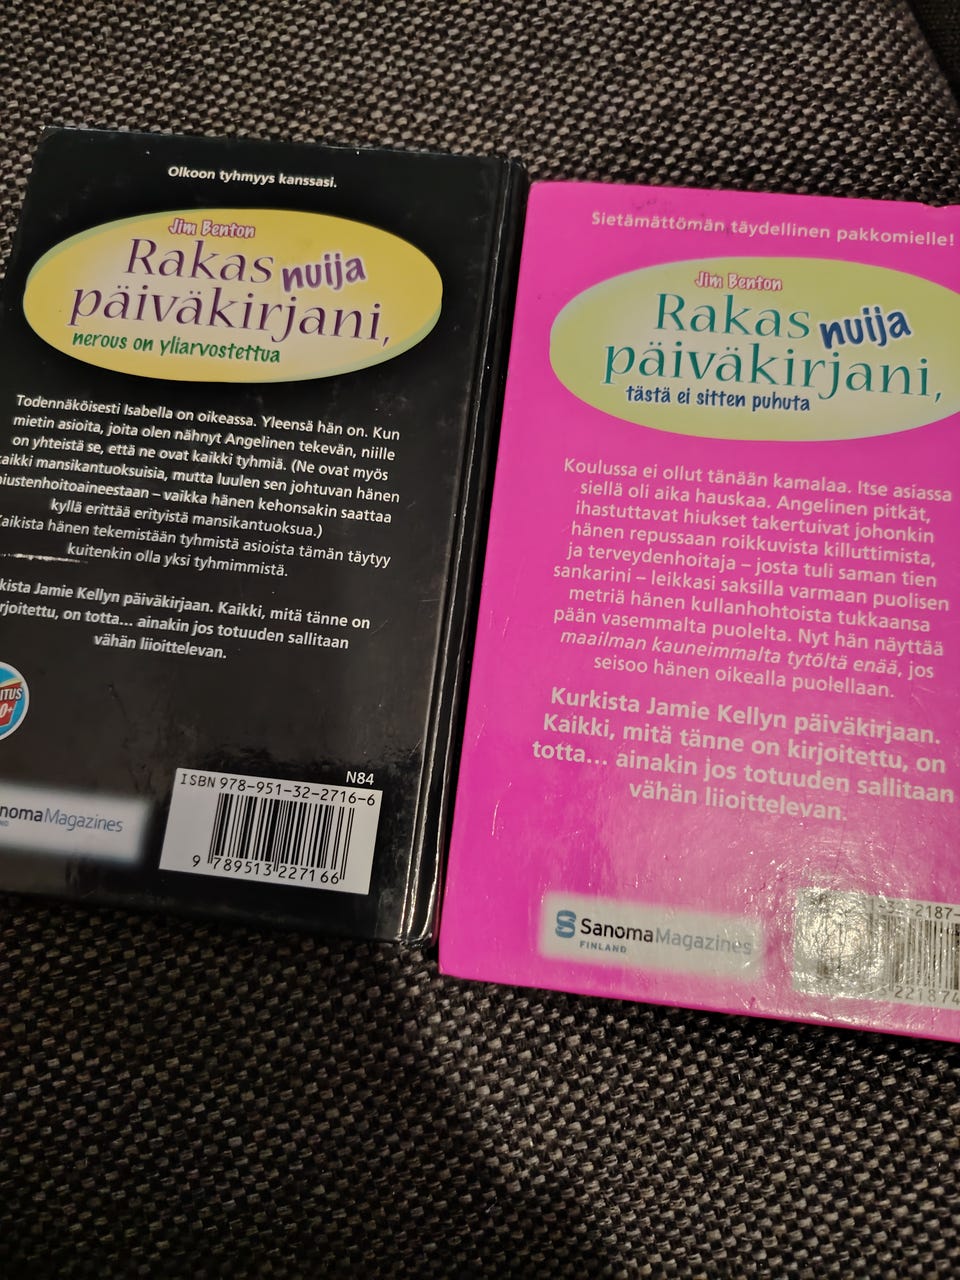 Olkoon tyhmyys kanssasi.
Jim Benton
Rakas nuija
päiväkirjani,
nerous on yliarvostettua
Todennäköisesti Isabella on oikeassa. Yleensä hän on. Kun
mietin asioita, joita olen nähnyt Angelinen tekevän, niille
on yhteistä se, että ne ovat kaikki tyhmiä. (Ne ovat myös
kaikki mansikantuoksuisia, mutta luulen sen johtuvan hänen
hiustenhoitoaineestaan – vaikka hänen kehonsakin saattaa
kyllä erittää erityistä mansikantuoksua.)
Kaikista hänen tekemistään tyhmistä asioista tämän täytyy
kuitenkin olla yksi tyhmimmistä.
Kurkista Jamie Kellyn päiväkirjaan. Kaikki, mitä tänne on
kirjoitettu, on totta... ainakin jos totuuden sallitaan
vähän liioittelevan.
N84
ISBN 978-951-32-2716-6
9 789513 227166
SanomaMagazines
Sietämättömän täydellinen pakkomielle!
Jim Benton
Rakas nuija
päiväkirjani,
tästä ei sitten puhuta
Koulussa ei ollut tänään kamalaa. Itse asiassa
siellä oli aika hauskaa. Angelinen pitkät,
ihastuttavat hiukset takertuivat johonkin
hänen repussaan roikkuvista killuttimista,
ja terveydenhoitaja – josta tuli saman tien
sankarini – leikkasi saksilla varmaan puolisen
metriä hänen kullanhohtoista tukkaansa
pään vasemmalta puolelta. Nyt hän näyttää
maailman kauneimmalta tytöltä enää, jos
seisoo hänen oikealla puolellaan.
Kurkista Jamie Kellyn päiväkirjaan.
Kaikki, mitä tänne on kirjoitettu, on
totta... ainakin jos totuuden sallitaan
vähän liioittelevan.
SanomaMagazines
FINLAND
2187-
221874